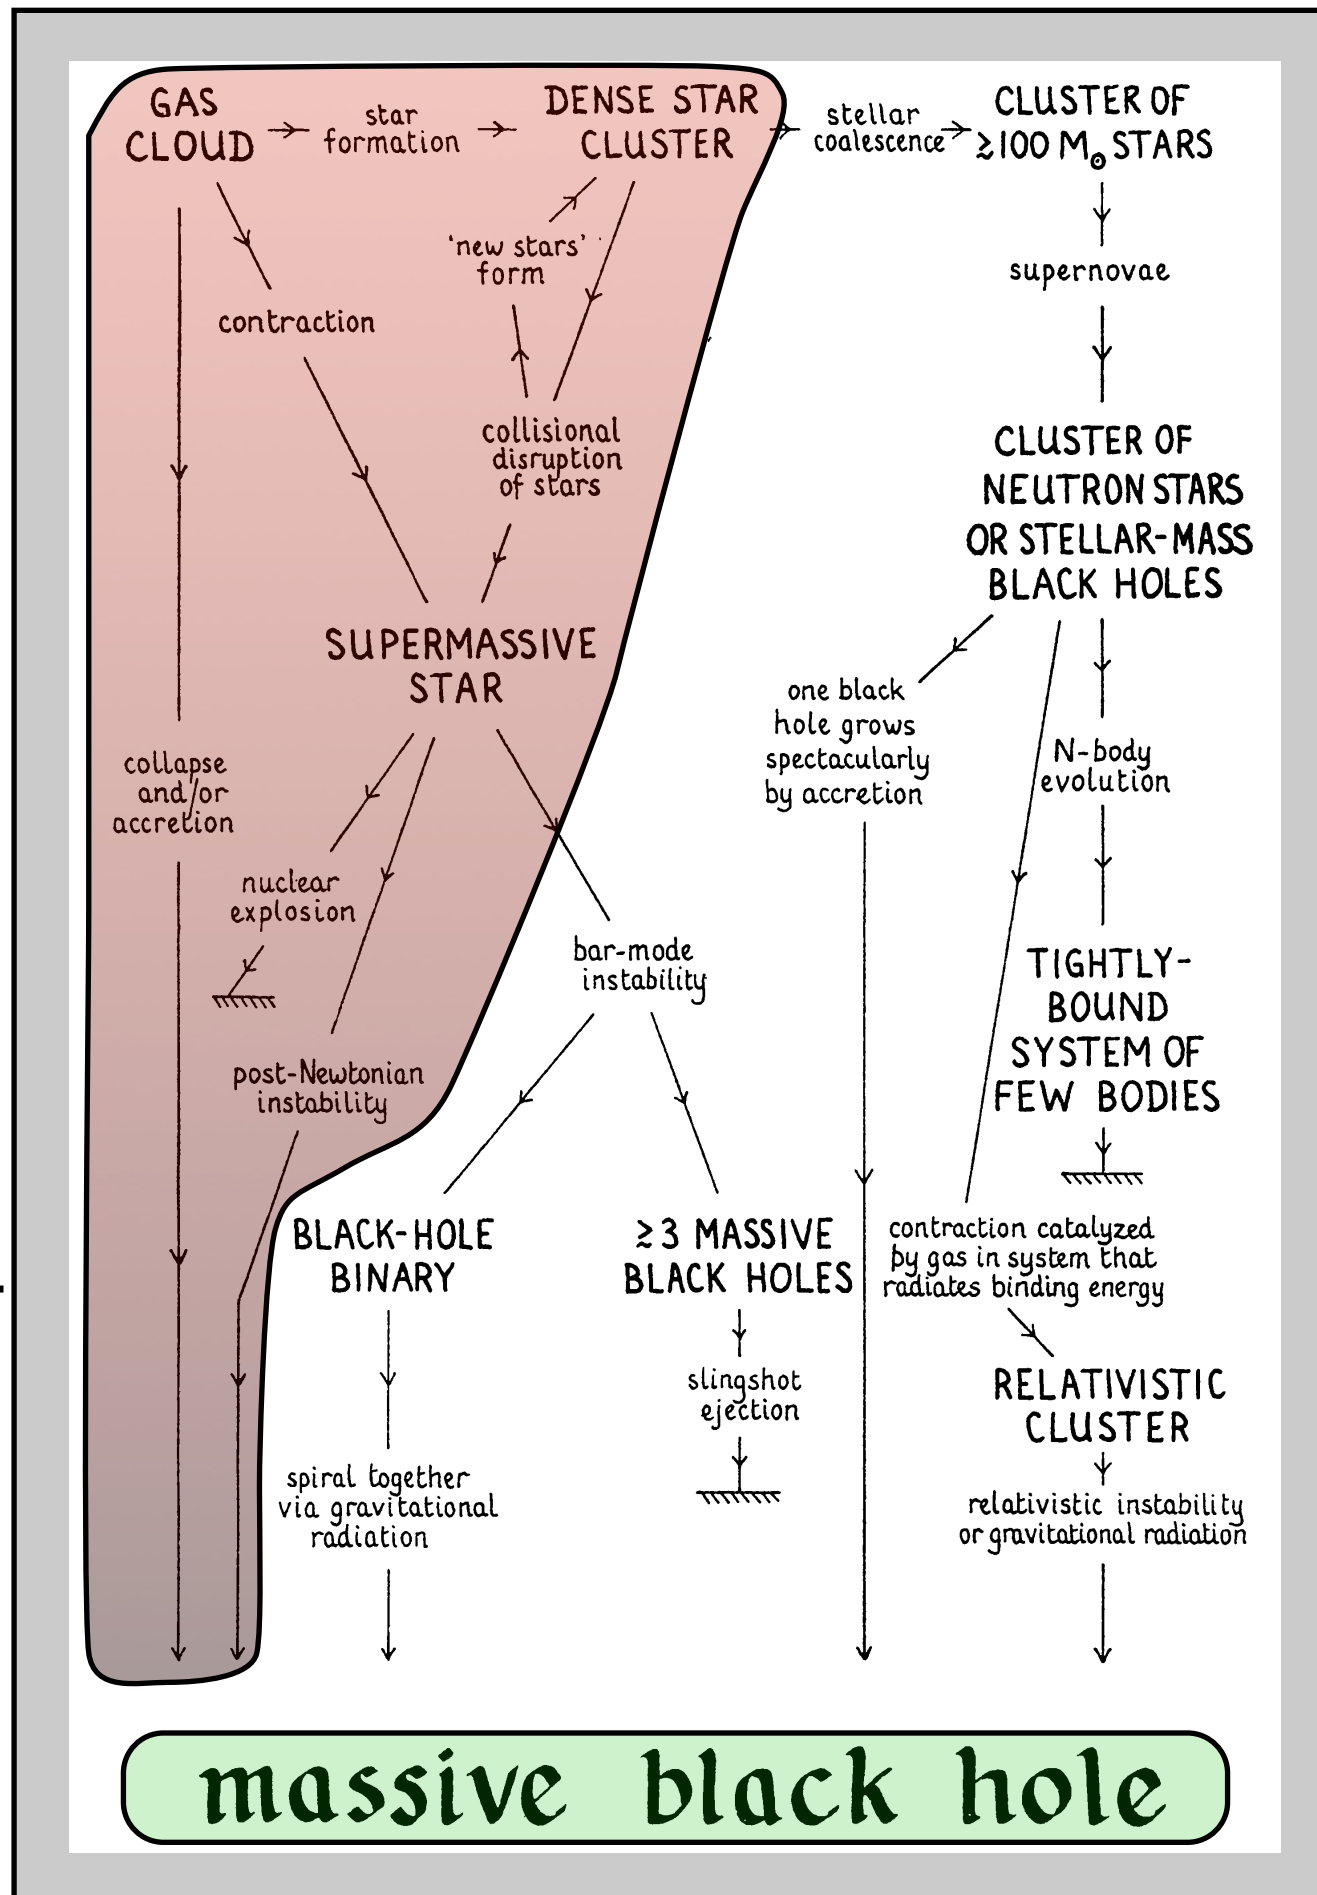 GAS
CLOUD
star
formation
DENSE STAR
CLUSTER
stellar
coalescence
CLUSTER OF
≳100 M⊙ STARS
'new stars'
form
supernovae
contraction
collisional
disruption
of stars
CLUSTER OF
NEUTRON STARS
OR STELLAR-MASS
BLACK HOLES
SUPERMASSIVE
STAR
one black
hole grows
spectacularly
by accretion
N-body
evolution
collapse
and/or
accretion
nuclear
explosion
bar-mode
instability
TIGHTLY-
BOUND
SYSTEM OF
FEW BODIES
post-Newtonian
instability
BLACK-HOLE
BINARY
≳3 MASSIVE
BLACK HOLES
contraction catalyzed
by gas in system that
radiates binding energy
slingshot
ejection
RELATIVISTIC
CLUSTER
spiral together
via gravitational
radiation
relativistic instability
or gravitational radiation
massive black hole